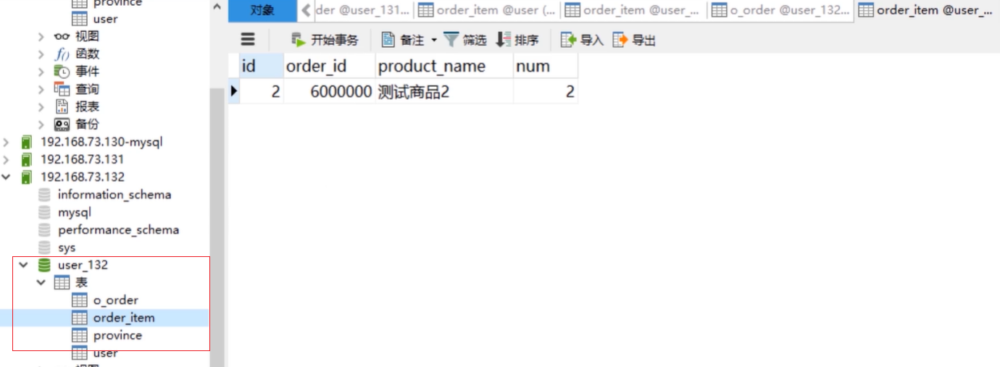 province
user
视图
f() 函数
事件
查询
报表
备份
192.168.73.130-mysql
192.168.73.131
192.168.73.132
information_schema
mysql
performance_schema
sys
user_132
表
o_order
order_item
province
user
对象 der @user_131... order_item @user (... order_item @user_... o_order @user_132... order_item @user_...
开始事务 备注 筛选 排序 导入 导出
id order_id product_name num
2 6000000 测试商品2 2